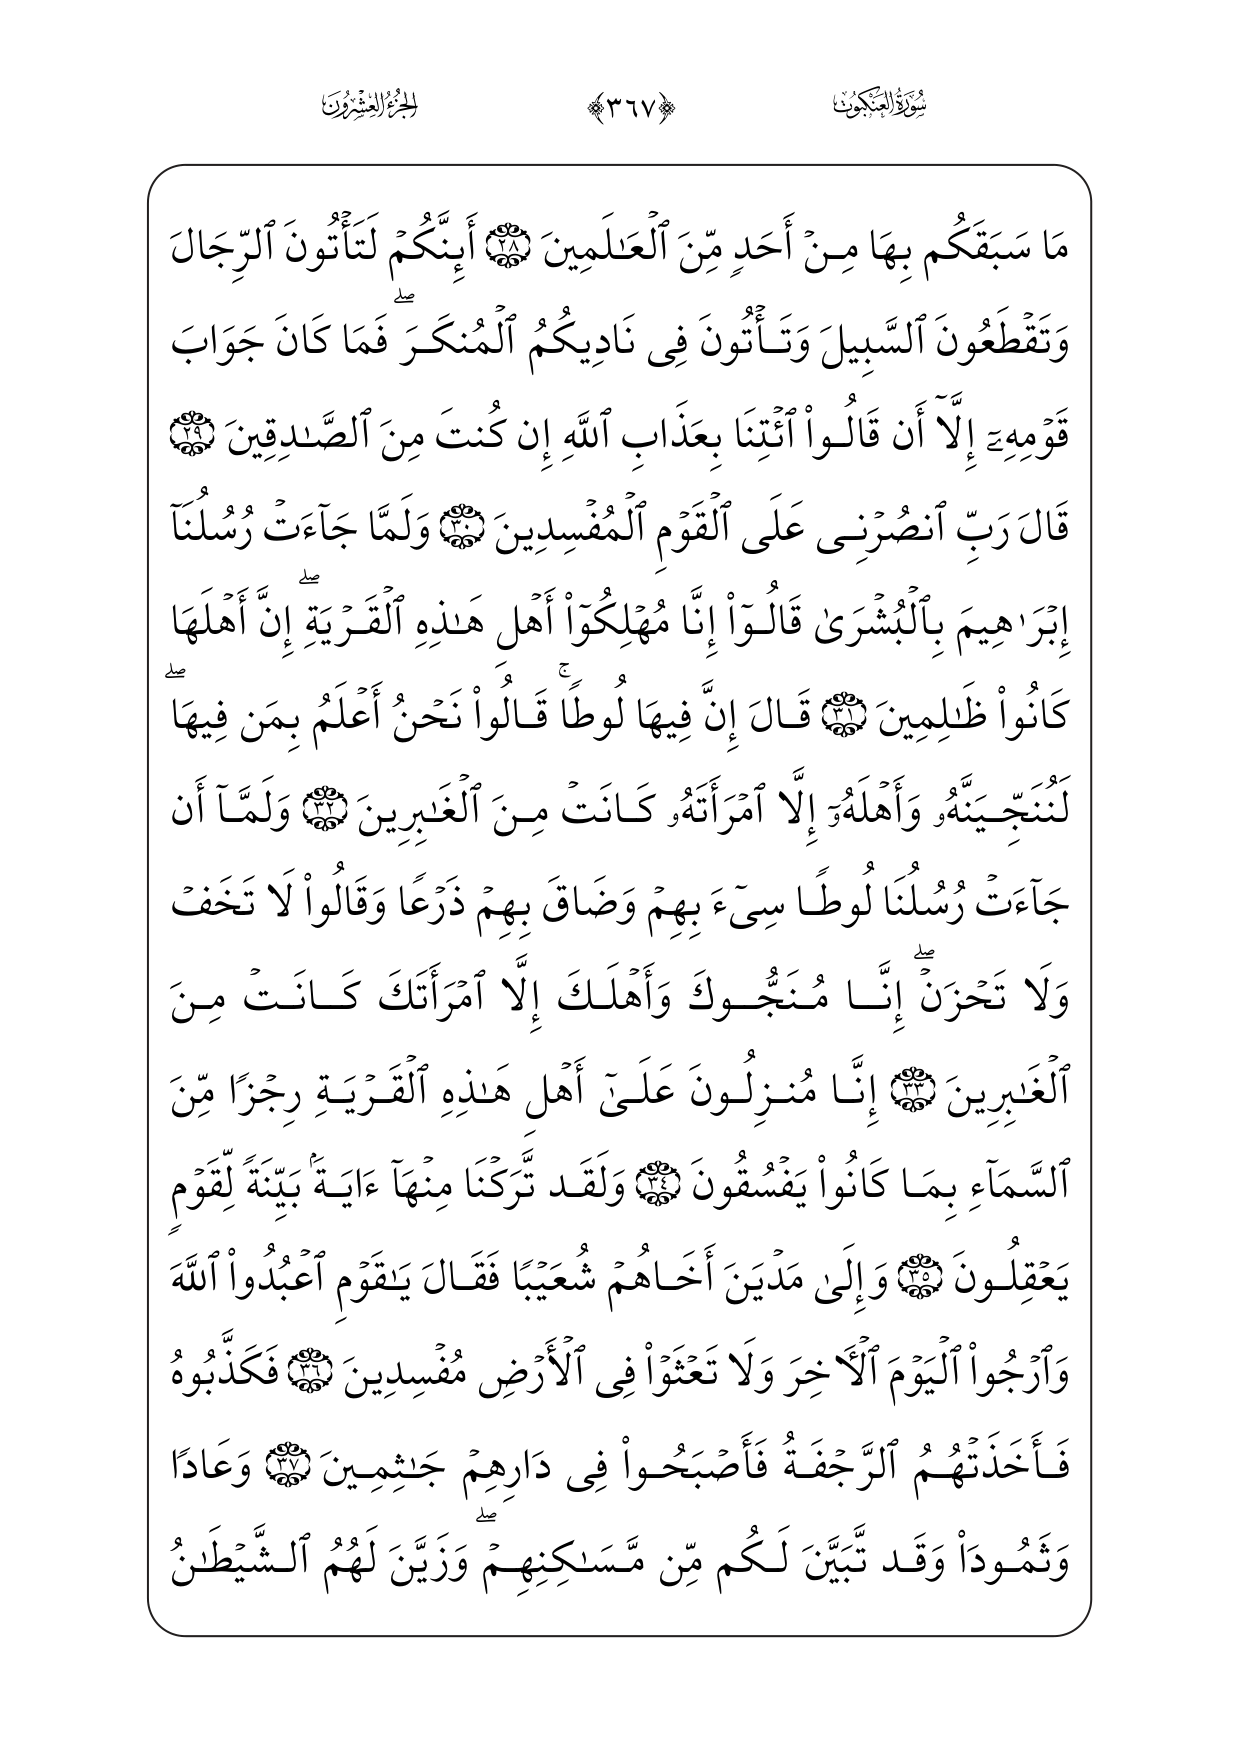 سُورَةُ العَنكَبُوت ﴿٣٦٧﴾ الجُزْءُ العِشْرُونَ
مَا سَبَقَكُم بِهَا مِنۡ أَحَدٖ مِّنَ ٱلۡعَٰلَمِينَ ٢٨ أَئِنَّكُمۡ لَتَأۡتُونَ ٱلرِّجَالَ
وَتَقۡطَعُونَ ٱلسَّبِيلَ وَتَأۡتُونَ فِي نَادِيكُمُ ٱلۡمُنكَرَۖ فَمَا كَانَ جَوَابَ
قَوۡمِهِۦٓ إِلَّآ أَن قَالُواْ ٱئۡتِنَا بِعَذَابِ ٱللَّهِ إِن كُنتَ مِنَ ٱلصَّٰدِقِينَ ٢٩
قَالَ رَبِّ ٱنصُرۡنِي عَلَى ٱلۡقَوۡمِ ٱلۡمُفۡسِدِينَ ٣٠ وَلَمَّا جَآءَتۡ رُسُلُنَآ
إِبۡرَٰهِيمَ بِٱلۡبُشۡرَىٰ قَالُوٓاْ إِنَّا مُهۡلِكُوٓاْ أَهۡلِ هَٰذِهِ ٱلۡقَرۡيَةِۖ إِنَّ أَهۡلَهَا
كَانُواْ ظَٰلِمِينَ ٣١ قَالَ إِنَّ فِيهَا لُوطٗاۚ قَالُواْ نَحۡنُ أَعۡلَمُ بِمَن فِيهَاۖ
لَنُنَجِّيَنَّهُۥ وَأَهۡلَهُۥٓ إِلَّا ٱمۡرَأَتَهُۥ كَانَتۡ مِنَ ٱلۡغَٰبِرِينَ ٣٢ وَلَمَّآ أَن
جَآءَتۡ رُسُلُنَا لُوطٗا سِيٓءَ بِهِمۡ وَضَاقَ بِهِمۡ ذَرۡعٗا وَقَالُواْ لَا تَخَفۡ
وَلَا تَحۡزَنۡۖ إِنَّا مُنَجُّوكَ وَأَهۡلَكَ إِلَّا ٱمۡرَأَتَكَ كَانَتۡ مِنَ
ٱلۡغَٰبِرِينَ ٣٣ إِنَّا مُنزِلُونَ عَلَىٰٓ أَهۡلِ هَٰذِهِ ٱلۡقَرۡيَةِ رِجۡزٗا مِّنَ
ٱلسَّمَآءِ بِمَا كَانُواْ يَفۡسُقُونَ ٣٤ وَلَقَد تَّرَكۡنَا مِنۡهَآ ءَايَةَۢ بَيِّنَةٗ لِّقَوۡمٖ
يَعۡقِلُونَ ٣٥ وَإِلَىٰ مَدۡيَنَ أَخَاهُمۡ شُعَيۡبٗا فَقَالَ يَٰقَوۡمِ ٱعۡبُدُواْ ٱللَّهَ
وَٱرۡجُواْ ٱلۡيَوۡمَ ٱلۡأٓخِرَ وَلَا تَعۡثَوۡاْ فِي ٱلۡأَرۡضِ مُفۡسِدِينَ ٣٦ فَكَذَّبُوهُ
فَأَخَذَتۡهُمُ ٱلرَّجۡفَةُ فَأَصۡبَحُواْ فِي دَارِهِمۡ جَٰثِمِينَ ٣٧ وَعَادٗا
وَثَمُودَاْ وَقَد تَّبَيَّنَ لَكُم مِّن مَّسَٰكِنِهِمۡۖ وَزَيَّنَ لَهُمُ ٱلشَّيۡطَٰنُ